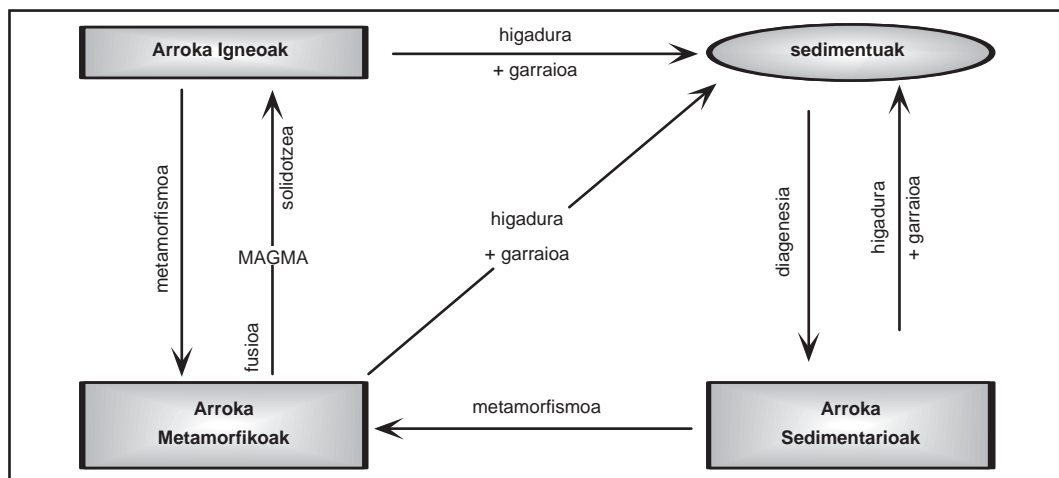 Arroka Igneoak
higadura
+ garraioa
sedimentuak
metamorfismoa
solidotzea
MAGMA
fusioa
higadura
+ garraioa
diagenesia
higadura
+ garraioa
Arroka
Metamorfikoak
metamorfismoa
Arroka
Sedimentarioak